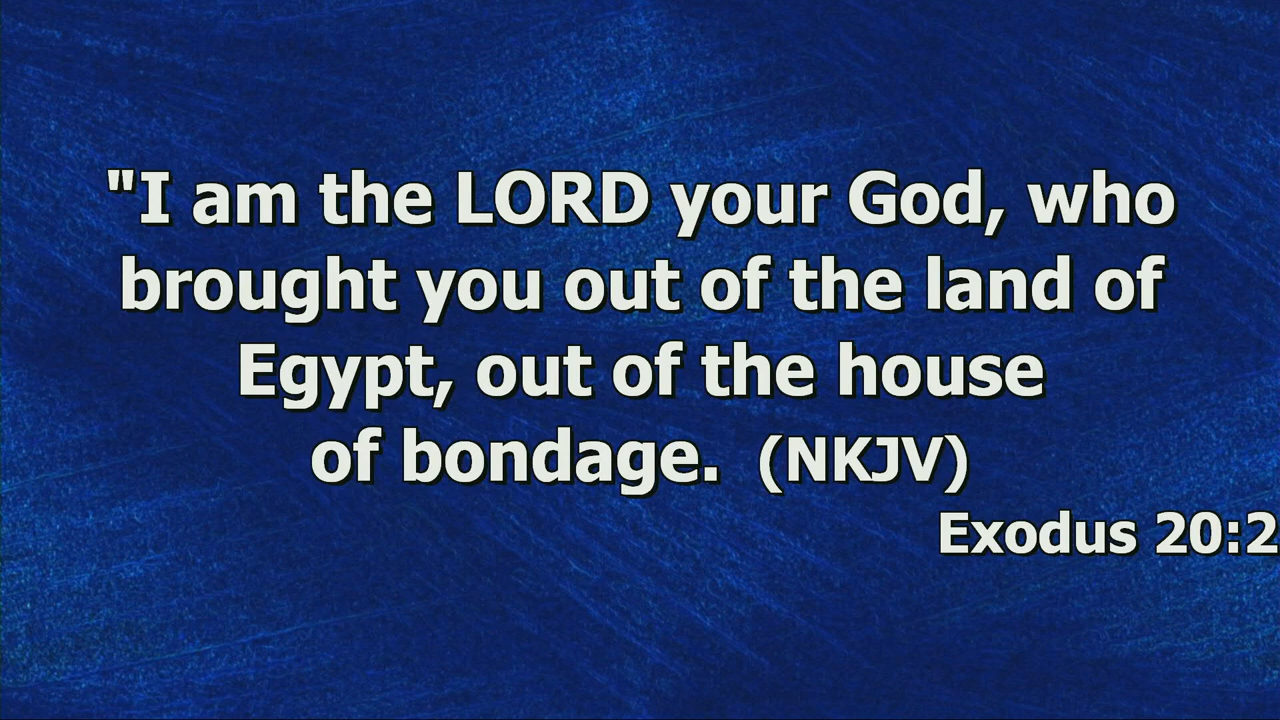 "I am the LORD your God, who
brought you out of the land of
Egypt, out of the house
of bondage. (NKJV)
Exodus 20:2